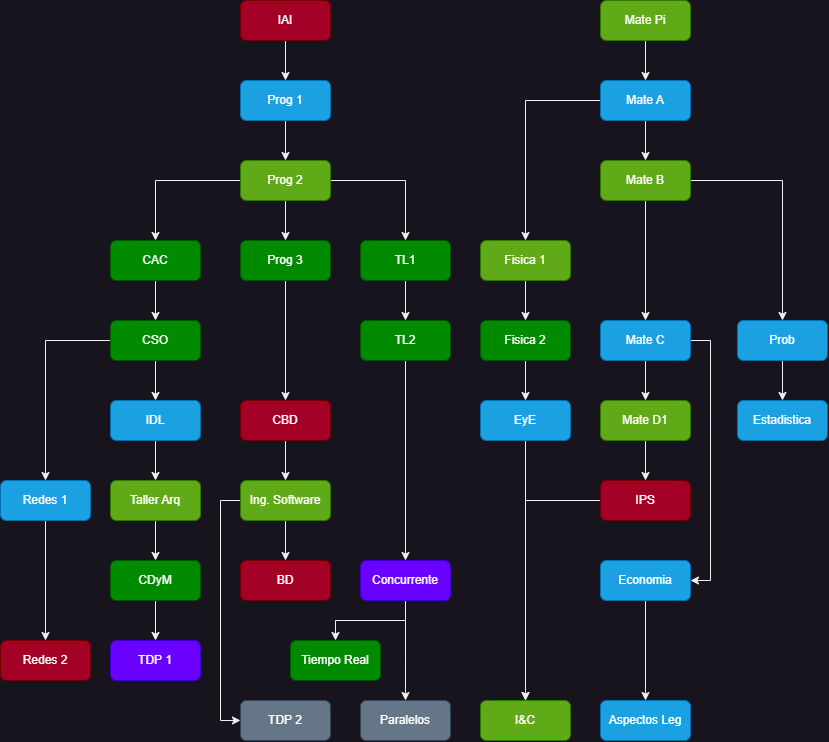 IAI
Mate Pi
Prog 1
Mate A
Prog 2
Mate B
CAC
Prog 3
TL1
Fisica 1
CSO
TL2
Fisica 2
Mate C
Prob
IDL
CBD
EyE
Mate D1
Estadistica
Redes 1
Taller Arq
Ing. Software
IPS
CDyM
BD
Concurrente
Economia
Redes 2
TDP 1
Tiempo Real
TDP 2
Paralelos
I&C
Aspectos Leg